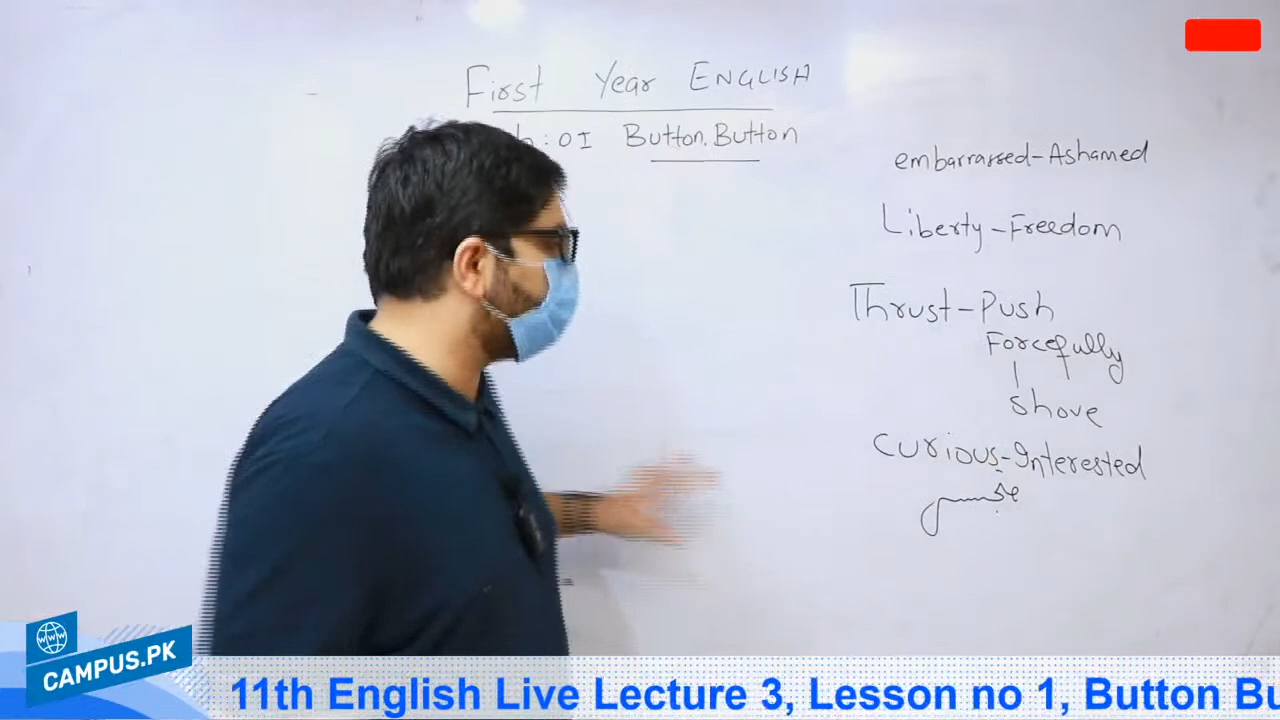 First Year ENGLISH
: 01 Button.Button
embarrassed-Ashamed
Liberty-Freedom
Thrust-Push
Forcefully
shove
Curious-Interested
WWW
CAMPUS.PK
11th English Live Lecture 3, Lesson no 1, Button Bu